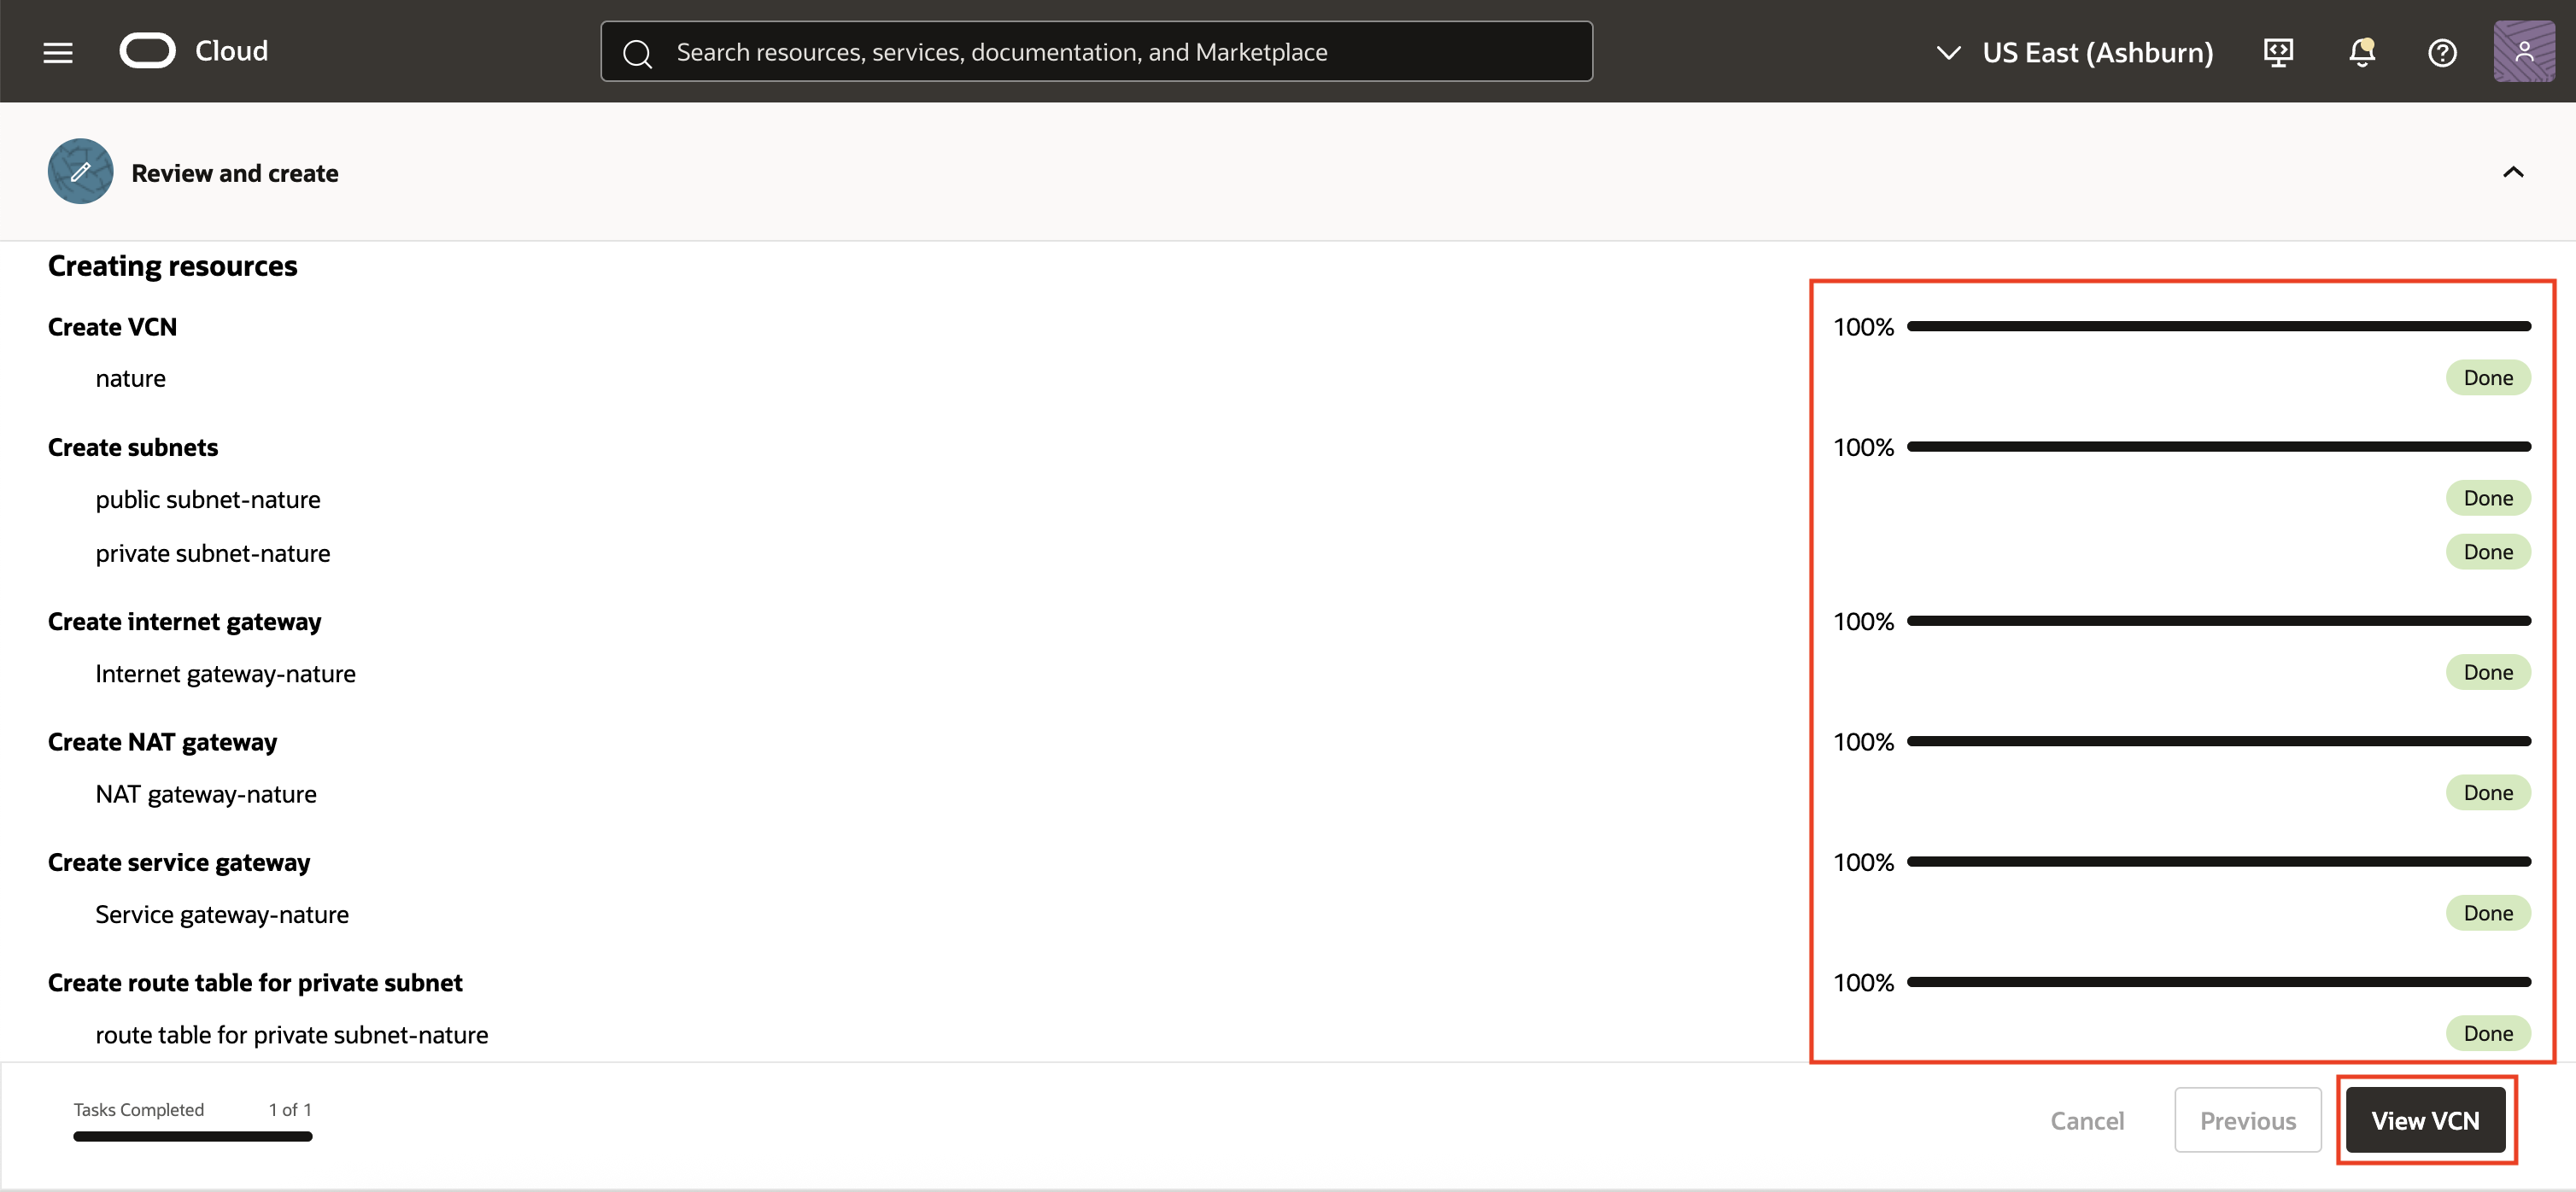 Cloud
Search resources, services, documentation, and Marketplace
US East (Ashburn)
Review and create
Creating resources
Create VCN 100%
nature Done
Create subnets 100%
public subnet-nature Done
private subnet-nature Done
Create internet gateway 100%
Internet gateway-nature Done
Create NAT gateway 100%
NAT gateway-nature Done
Create service gateway 100%
Service gateway-nature Done
Create route table for private subnet 100%
route table for private subnet-nature Done
Tasks Completed 1 of 1
Cancel Previous View VCN